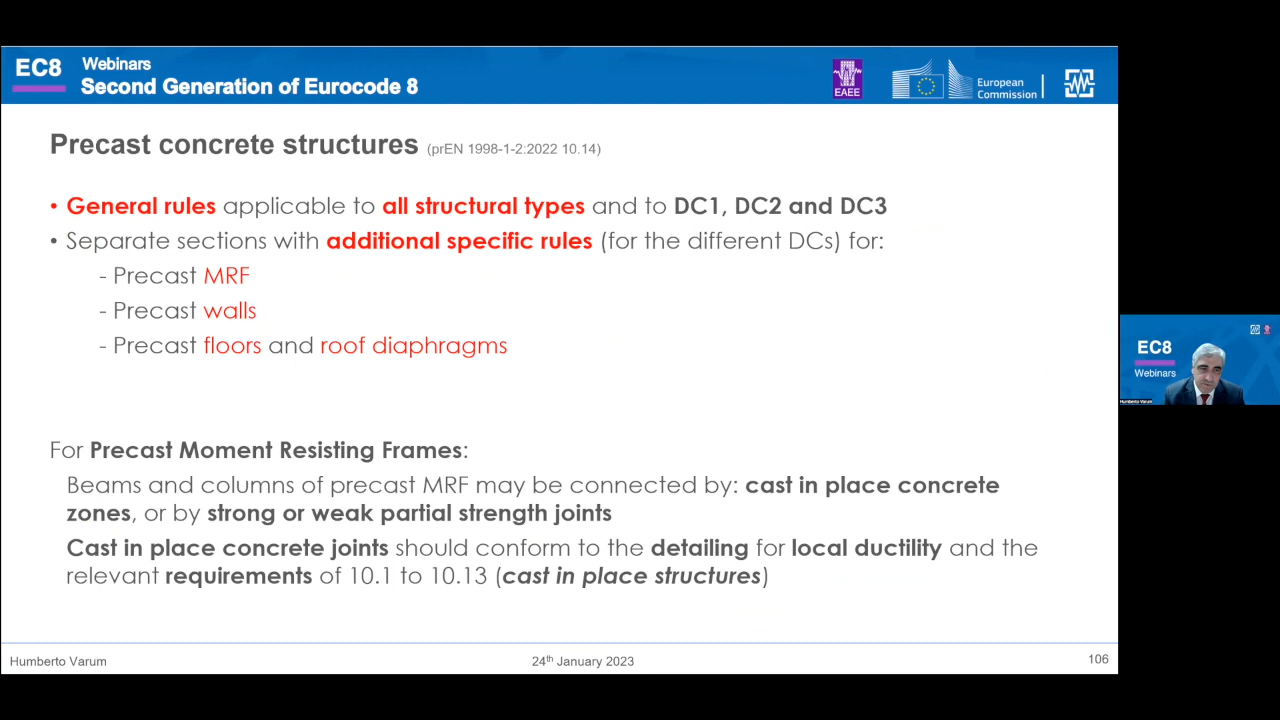 EC8
Webinars
Second Generation of Eurocode 8
EAEE
European
Commission
Precast concrete structures (prEN 1998-1-2:2022 10.14)
• General rules applicable to all structural types and to DC1, DC2 and DC3
• Separate sections with additional specific rules (for the different DCs) for:
- Precast MRF
- Precast walls
- Precast floors and roof diaphragms
For Precast Moment Resisting Frames:
Beams and columns of precast MRF may be connected by: cast in place concrete
zones, or by strong or weak partial strength joints
Cast in place concrete joints should conform to the detailing for local ductility and the
relevant requirements of 10.1 to 10.13 (cast in place structures)
Humberto Varum
24th January 2023
106
EC8
Webinars
Humberto Varum